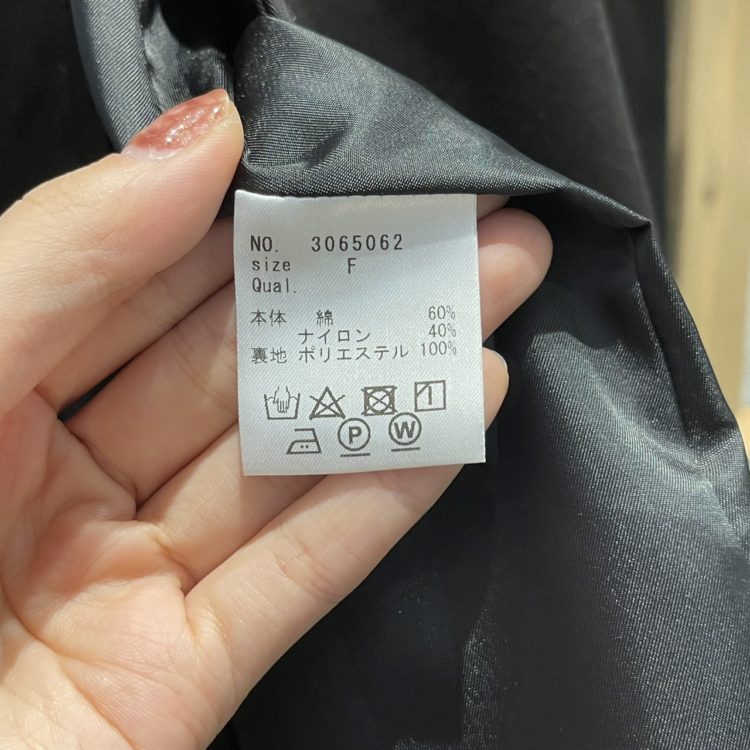 NO. 3065062
size F
Qual.
本体 綿 60%
ナイロン 40%
裏地 ポリエステル 100%
P W